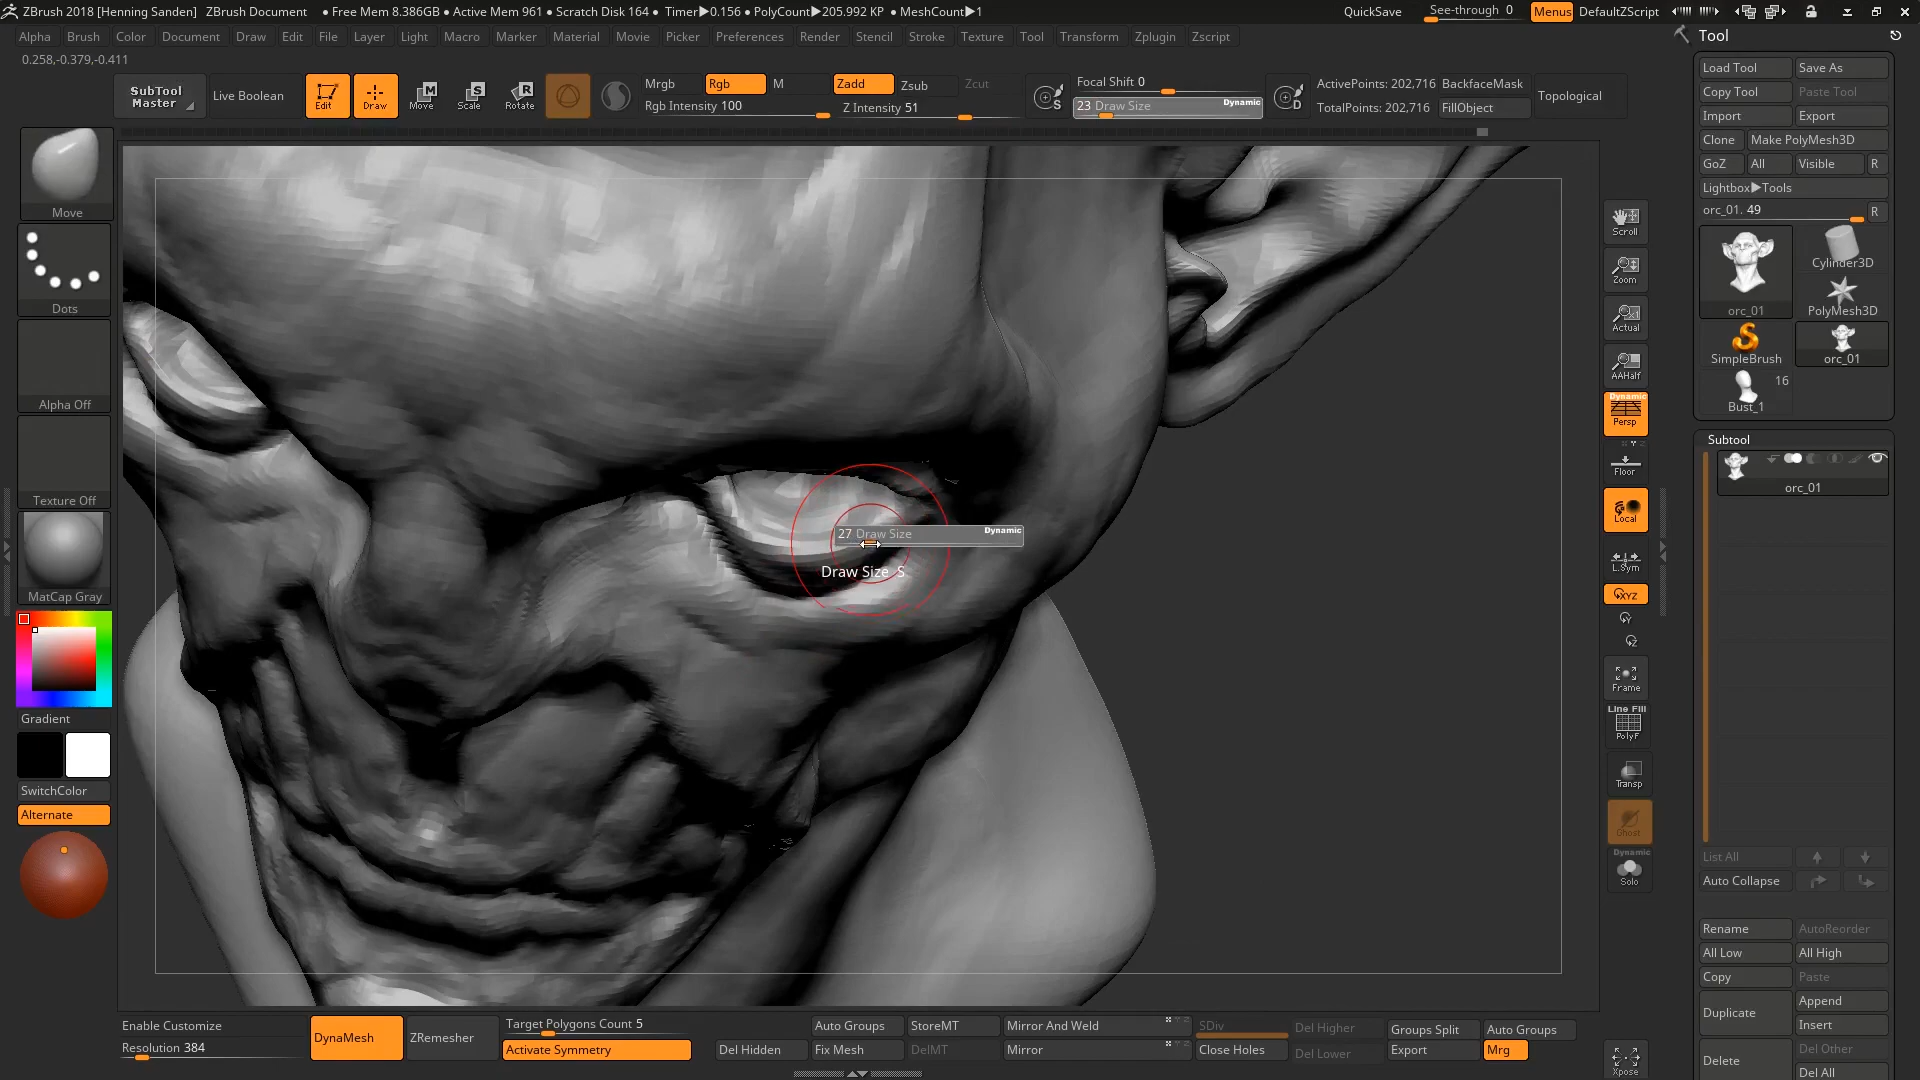 ZBrush 2018 [Henning Sanden] ZBrush Document • Free Mem 8.386GB • Active Mem 961 • Scratch Disk 164 • Timer▶0.156 • PolyCount▶205.992 KP • MeshCount▶1 QuickSave See-through 0 Menus DefaultZScript
Alpha Brush Color Document Draw Edit File Layer Light Macro Marker Material Movie Picker Preferences Render Stencil Stroke Texture Tool Transform Zplugin Zscript
0.258,-0.379,-0.411
SubTool Master
Live Boolean
Edit
Draw
Move
Scale
Rotate
Mrgb Rgb M Zadd Zsub Zcut
Rgb Intensity 100 Z Intensity 51
S
Focal Shift 0
23 Draw Size Dynamic
D
ActivePoints: 202,716 BackfaceMask
TotalPoints: 202,716 FillObject
Topological
Move
Dots
Alpha Off
Texture Off
MatCap Gray
Gradient
SwitchColor
Alternate
27 Draw Size Dynamic
Draw Size S
Scroll
Zoom
Actual
AAHalf
Dynamic
Persp
Floor
Local
L.Sym
XYZ
Y
Z
Frame
Line Fill
PolyF
Transp
Ghost
Dynamic
Solo
Xpose
Tool
Load Tool Save As
Copy Tool Paste Tool
Import Export
Clone Make PolyMesh3D
GoZ All Visible R
Lightbox▶Tools
orc_01. 49 R
orc_01
Cylinder3D
PolyMesh3D
SimpleBrush
orc_01
16
Bust_1
Subtool
orc_01
List All
Auto Collapse
Rename AutoReorder
All Low All High
Copy Paste
Duplicate Append
Insert
Delete Del Other
Del All
Enable Customize
Resolution 384
DynaMesh
ZRemesher
Target Polygons Count 5
Activate Symmetry
Auto Groups StoreMT Mirror And Weld SDiv Del Higher Groups Split Auto Groups
Del Hidden Fix Mesh DelMT Mirror Close Holes Del Lower Export Mrg